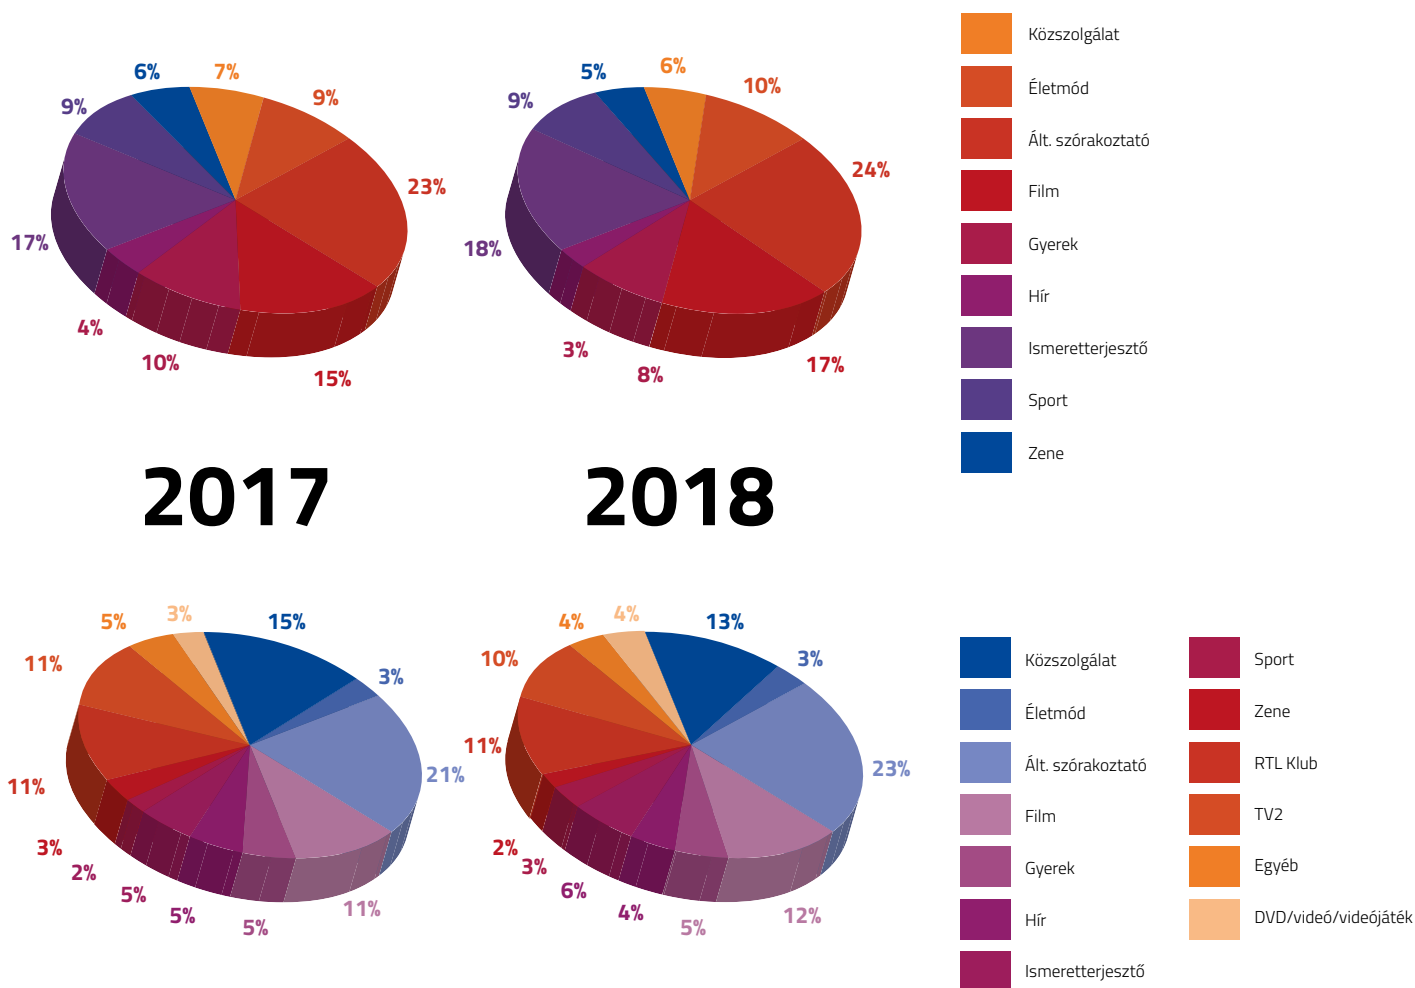 6%
7%
9%
9%
23%
17%
4%
10%
15%
5%
6%
10%
9%
24%
18%
3%
8%
17%
Közszolgálat
Életmód
Ált. szórakoztató
Film
Gyerek
Hír
Ismeretterjesztő
Sport
Zene
2017
2018
5%
3%
15%
11%
3%
21%
11%
3%
2%
5%
5%
5%
11%
4%
4%
13%
10%
3%
11%
23%
2%
3%
6%
4%
5%
12%
Közszolgálat
Életmód
Ált. szórakoztató
Film
Gyerek
Hír
Ismeretterjesztő
Sport
Zene
RTL Klub
TV2
Egyéb
DVD/videó/videójáték